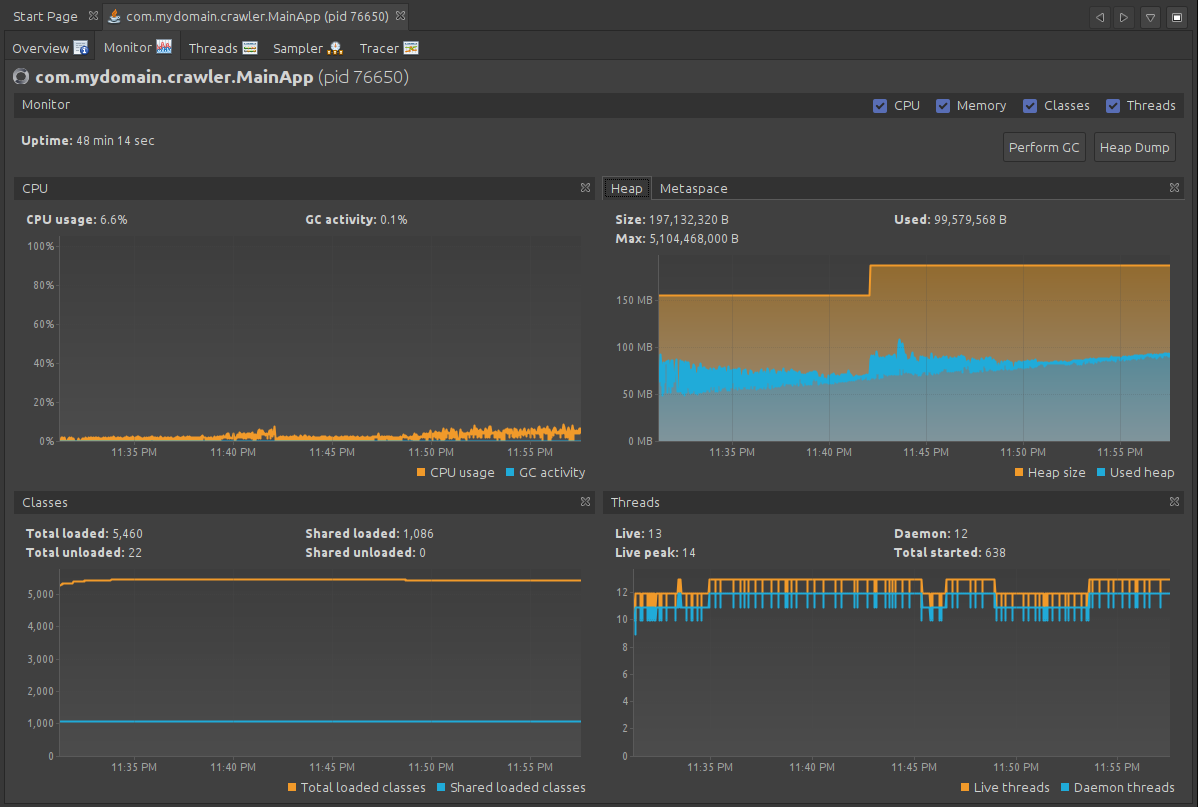 Start Page com.mydomain.crawler.MainApp (pid 76650)
Overview Monitor Threads Sampler Tracer
com.mydomain.crawler.MainApp (pid 76650)
Monitor CPU Memory Classes Threads
Uptime: 48 min 14 sec
Perform GC Heap Dump
CPU
CPU usage: 6.6% GC activity: 0.1%
100%
80%
60%
40%
20%
0%
11:35 PM 11:40 PM 11:45 PM 11:50 PM 11:55 PM
CPU usage GC activity
Heap Metaspace
Size: 197,132,320 B Used: 99,579,568 B
Max: 5,104,468,000 B
150 MB
100 MB
50 MB
0 MB
11:35 PM 11:40 PM 11:45 PM 11:50 PM 11:55 PM
Heap size Used heap
Classes
Total loaded: 5,460 Shared loaded: 1,086
Total unloaded: 22 Shared unloaded: 0
5,000
4,000
3,000
2,000
1,000
0
11:35 PM 11:40 PM 11:45 PM 11:50 PM 11:55 PM
Total loaded classes Shared loaded classes
Threads
Live: 13 Daemon: 12
Live peak: 14 Total started: 638
12
10
8
6
4
2
0
11:35 PM 11:40 PM 11:45 PM 11:50 PM 11:55 PM
Live threads Daemon threads